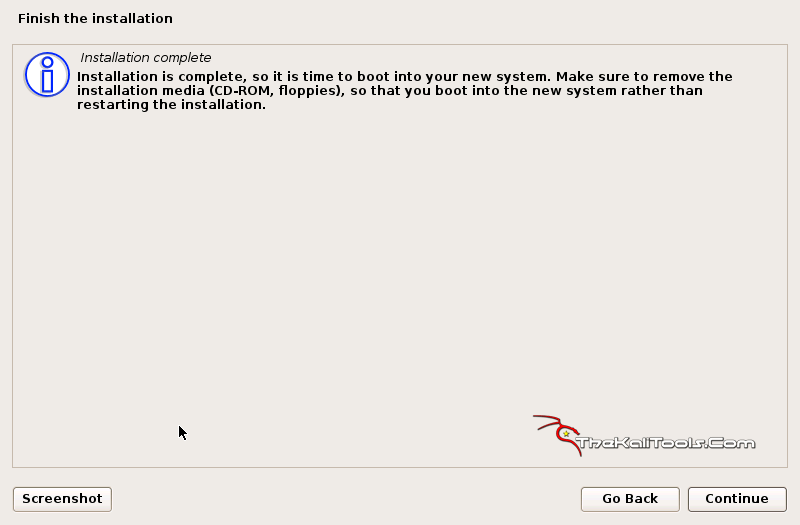 Finish the installation
Installation complete
Installation is complete, so it is time to boot into your new system. Make sure to remove the
installation media (CD-ROM, floppies), so that you boot into the new system rather than
restarting the installation.
TheKaliTools.Com
Screenshot
Go Back
Continue